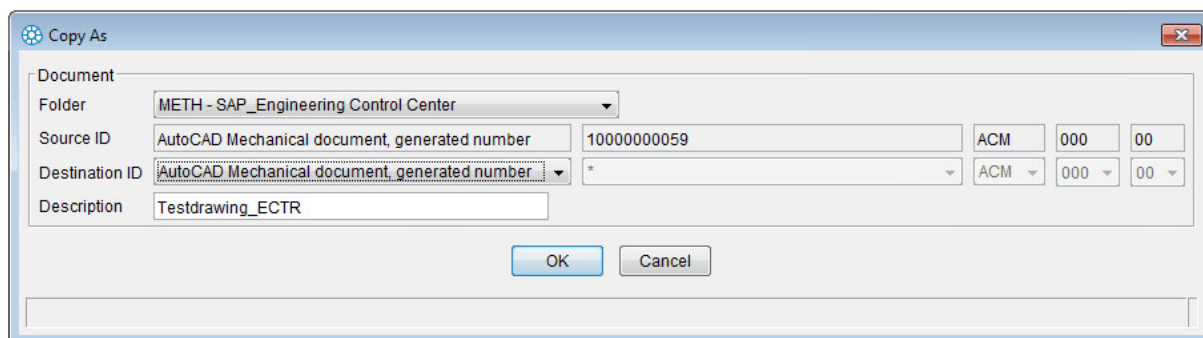 Copy As
Document
Folder METH - SAP_Engineering Control Center
Source ID AutoCAD Mechanical document, generated number 10000000059 ACM 000 00
Destination ID AutoCAD Mechanical document, generated number * ACM 000 00
Description Testdrawing_ECTR
OK Cancel